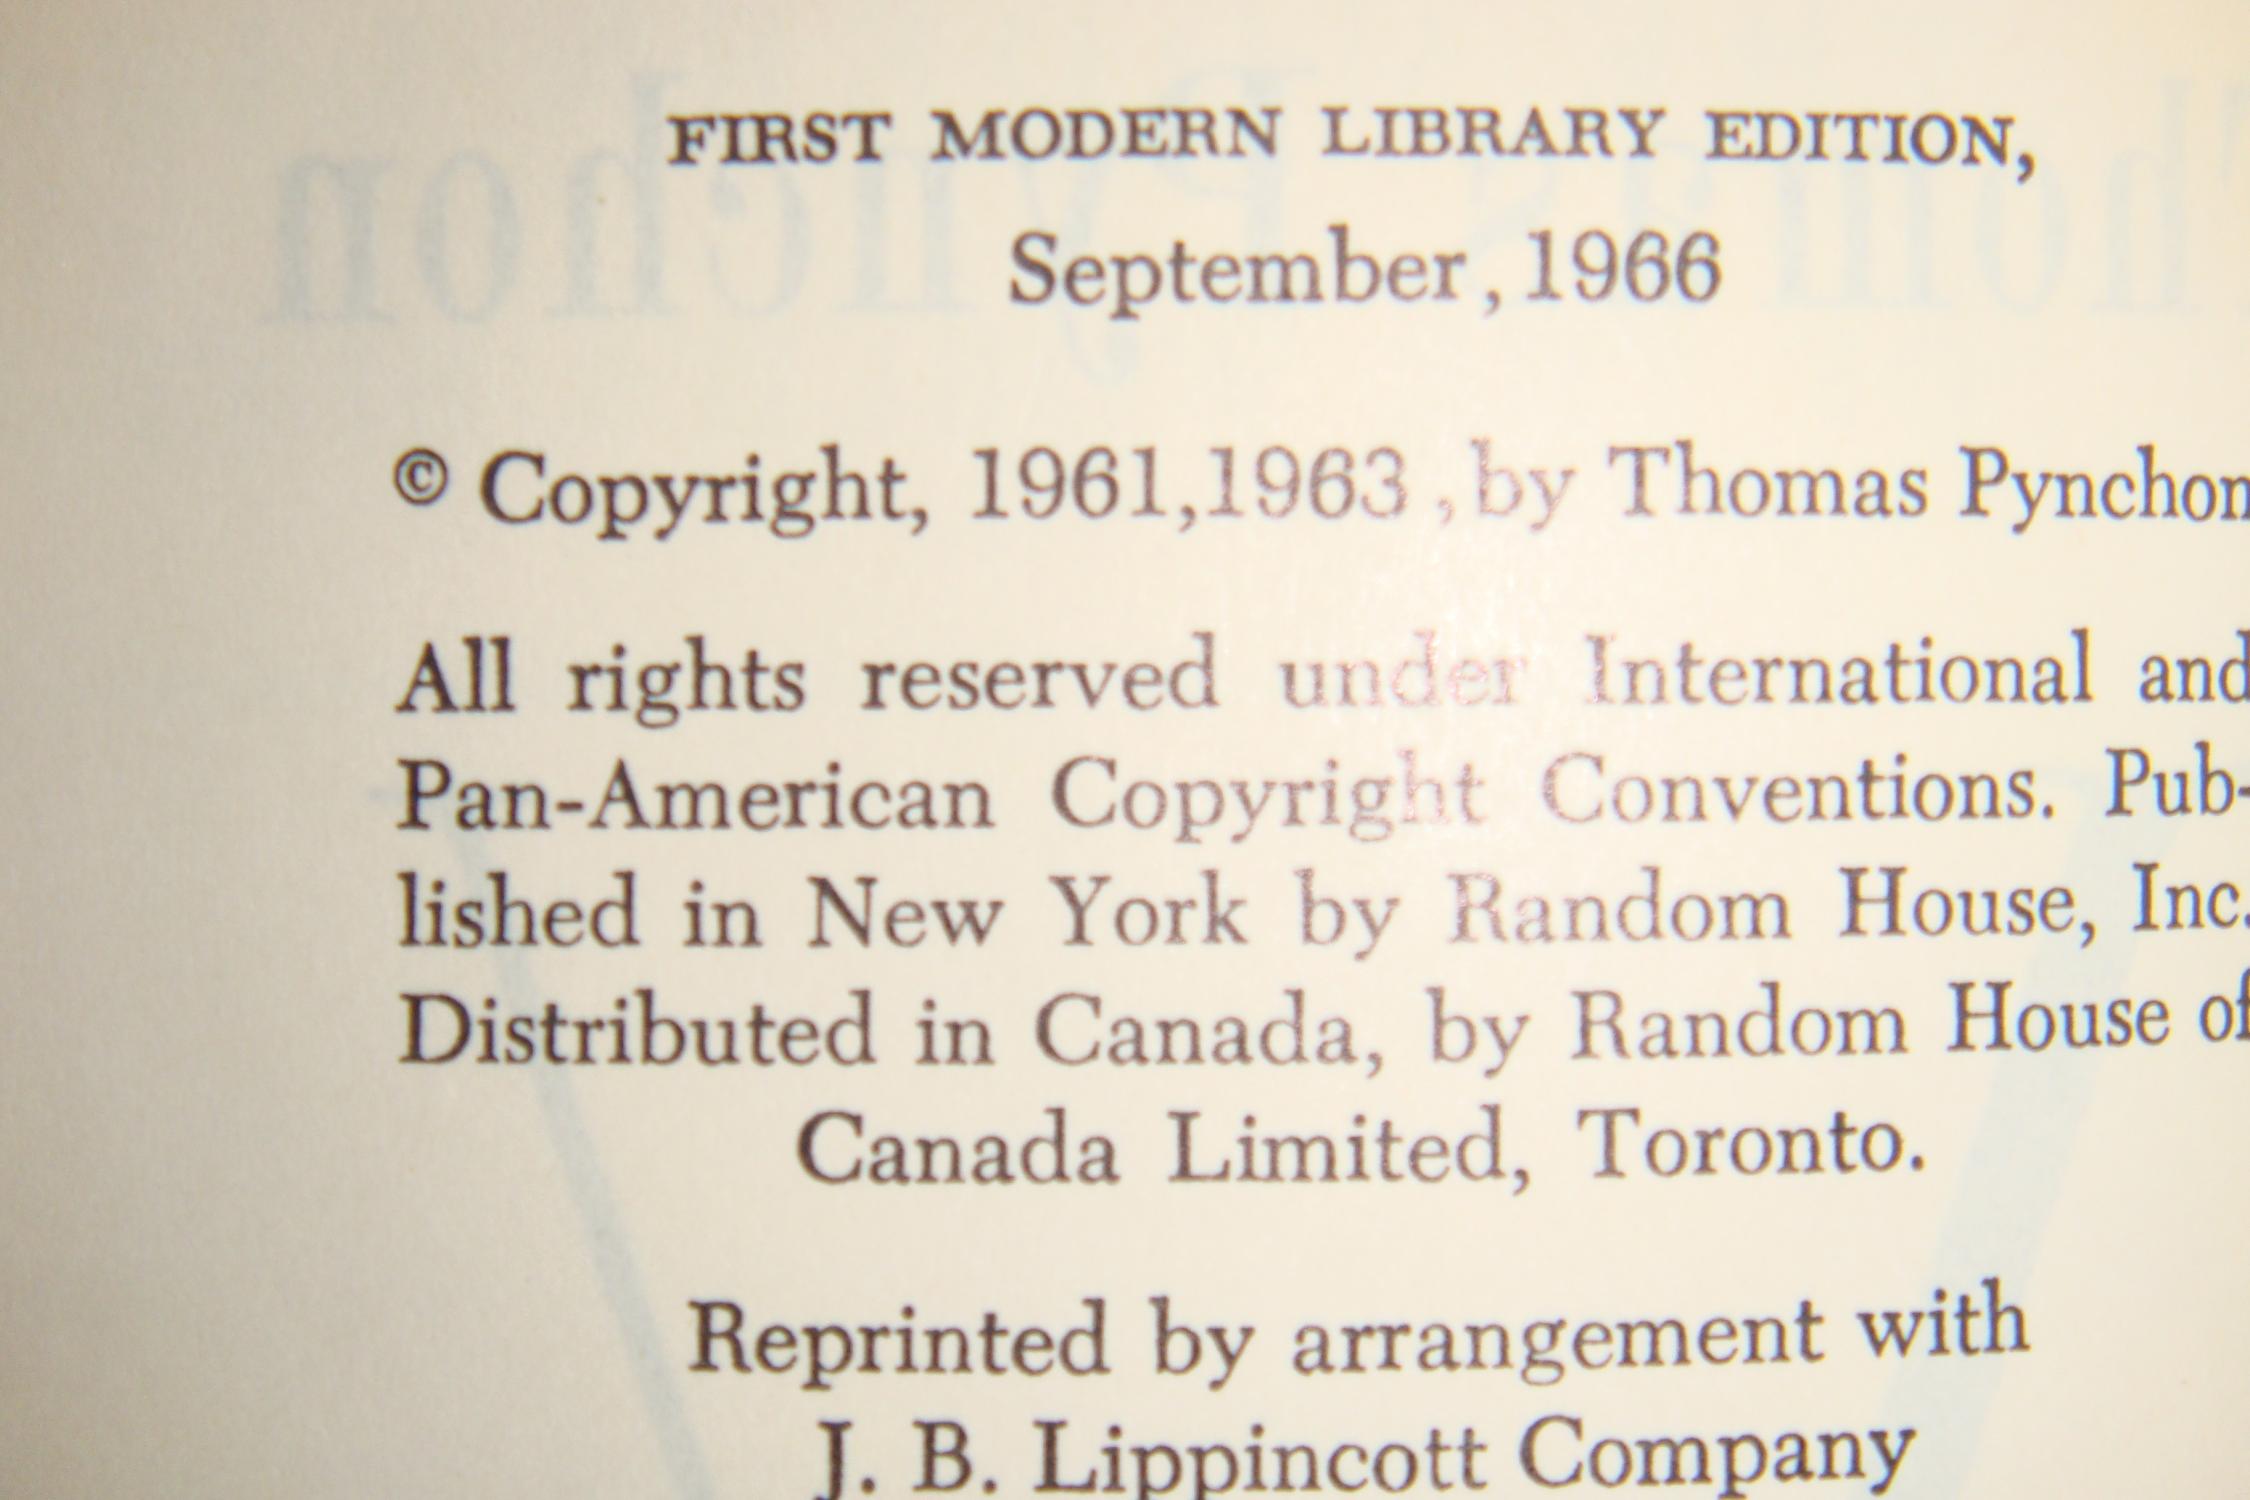 FIRST MODERN LIBRARY EDITION,
September, 1966
© Copyright, 1961, 1963, by Thomas Pynchon
All rights reserved under International and
Pan-American Copyright Conventions. Pub-
lished in New York by Random House, Inc.
Distributed in Canada, by Random House of
Canada Limited, Toronto.
Reprinted by arrangement with
J. B. Lippincott Company